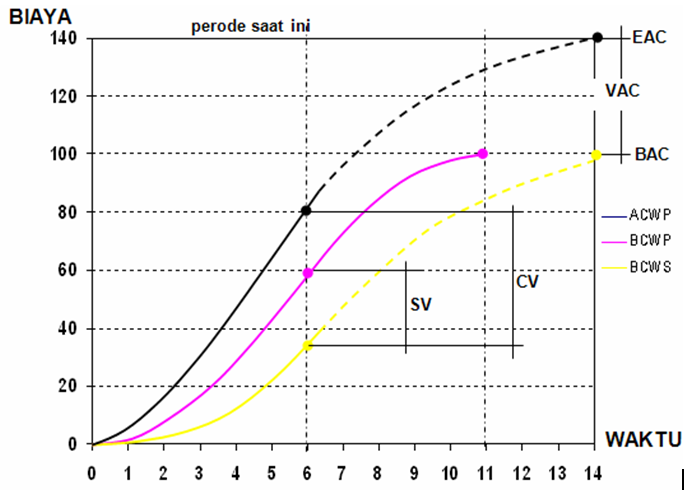 BIAYA
perode saat ini
140
120
100
80
60
40
20
0
EAC
VAC
BAC
ACWP
BCWP
BCWS
CV
SV
WAKTU
0 1 2 3 4 5 6 7 8 9 10 11 12 13 14